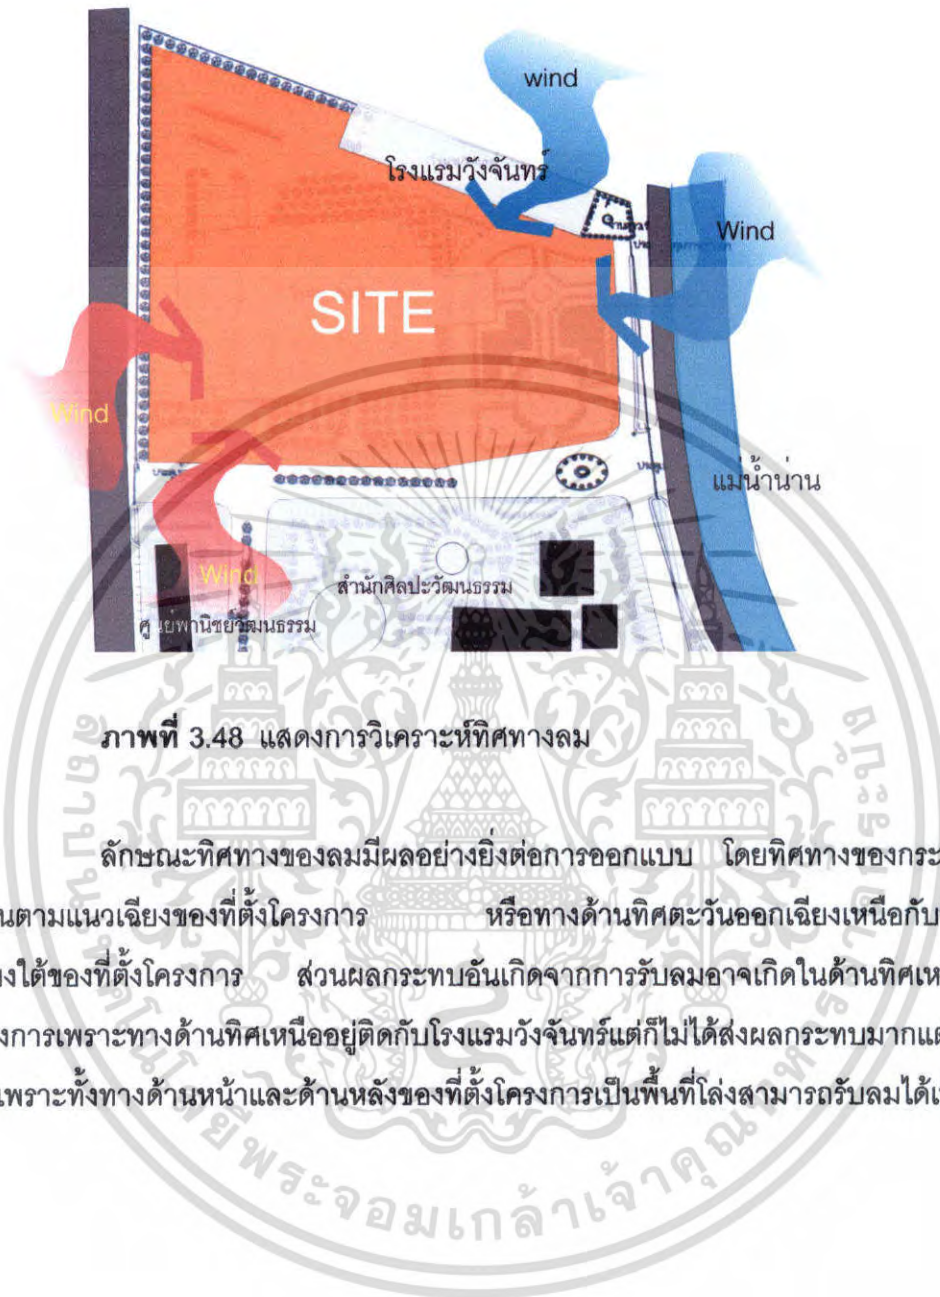 wind
โรงแรมวังจันทร์
Wind
SITE
Wind
แม่น้ำน่าน
Wind
สำนักศิลปะวัฒนธรรม
ศูนย์พานิชย์วัฒนธรรม
ภาพที่ 3.48 แสดงการวิเคราะห์ทิศทางลม
ลักษณะทิศทางของลมมีผลอย่างยิ่งต่อการออกแบบ โดยทิศทางของกระ
นตามแนวเฉียงของที่ตั้งโครงการ หรือทางด้านทิศตะวันออกเฉียงเหนือกับ
งใต้ของที่ตั้งโครงการ ส่วนผลกระทบอันเกิดจากการรับลมอาจเกิดในด้านทิศเห
งการเพราะทางด้านทิศเหนืออยู่ติดกับโรงแรมวังจันทร์แต่ก็ไม่ได้ส่งผลกระทบมากแต
เพราะทั้งทางด้านหน้าและด้านหลังของที่ตั้งโครงการเป็นพื้นที่โล่งสามารถรับลมได้เ